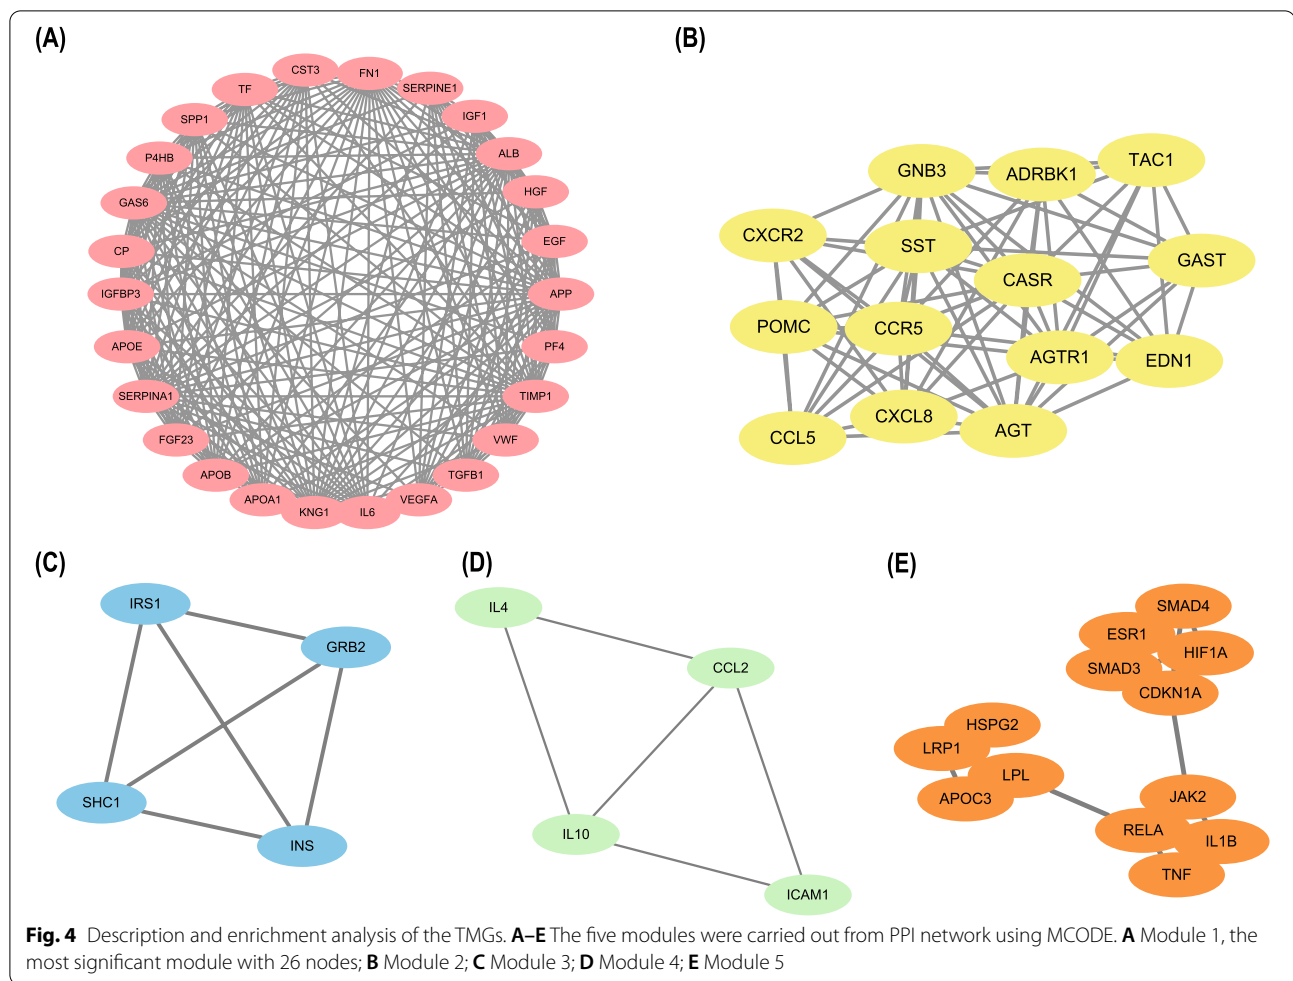 (A)
CST3
FN1
TF
SERPINE1
SPP1
IGF1
P4HB
ALB
GAS6
HGF
CP
EGF
IGFBP3
APP
APOE
PF4
SERPINA1
TIMP1
FGF23
VWF
APOB
TGFB1
APOA1
VEGFA
KNG1
IL6
(B)
TAC1
GNB3
ADRBK1
CXCR2
SST
GAST
CASR
POMC
CCR5
AGTR1
EDN1
CXCL8
CCL5
AGT
(C)
IRS1
GRB2
SHC1
INS
(D)
IL4
CCL2
IL10
ICAM1
(E)
SMAD4
ESR1
HIF1A
SMAD3
CDKN1A
HSPG2
LRP1
LPL
APOC3
JAK2
RELA
IL1B
TNF
Fig. 4 Description and enrichment analysis of the TMGs. A–E The five modules were carried out from PPI network using MCODE. A Module 1, the
most significant module with 26 nodes; B Module 2; C Module 3; D Module 4; E Module 5